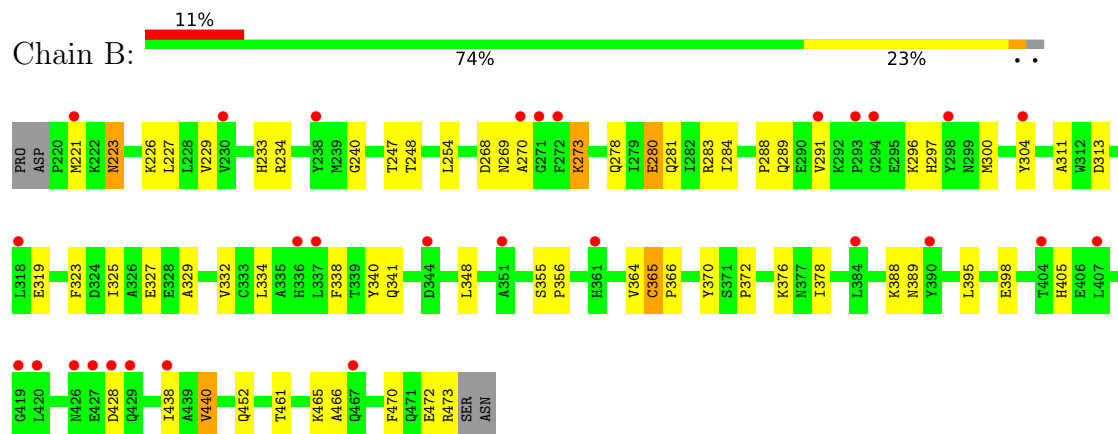 11%
Chain B:
74% 23% • •
PRO ASP P220 M221 K222 N223 K226 L227 L228 V229 V230 H233 R234 Y238 M239 G240 T247 T248 L254 D268 N269 A270 G271 F272 K273 Q278 I279 E280 Q281 I282 R283 I284 P288 Q289 E290 V291 K292 P293 G294 E295 K296 H297 Y298 N299 M300 Y304 A311 W312 D313
L318 E319 F323 D324 I325 A326 E327 E328 A329 V332 C333 L334 A335 H336 L337 F338 T339 Y340 Q341 D344 L348 A351 S355 P356 H361 V364 C365 P366 Y370 S371 P372 K376 N377 I378 L384 K388 N389 Y390 L395 E398 T404 H405 E406 L407
G419 L420 N426 E427 D428 Q429 I438 A439 V440 Q452 T461 K465 A466 Q467 F470 Q471 E472 R473 SER ASN